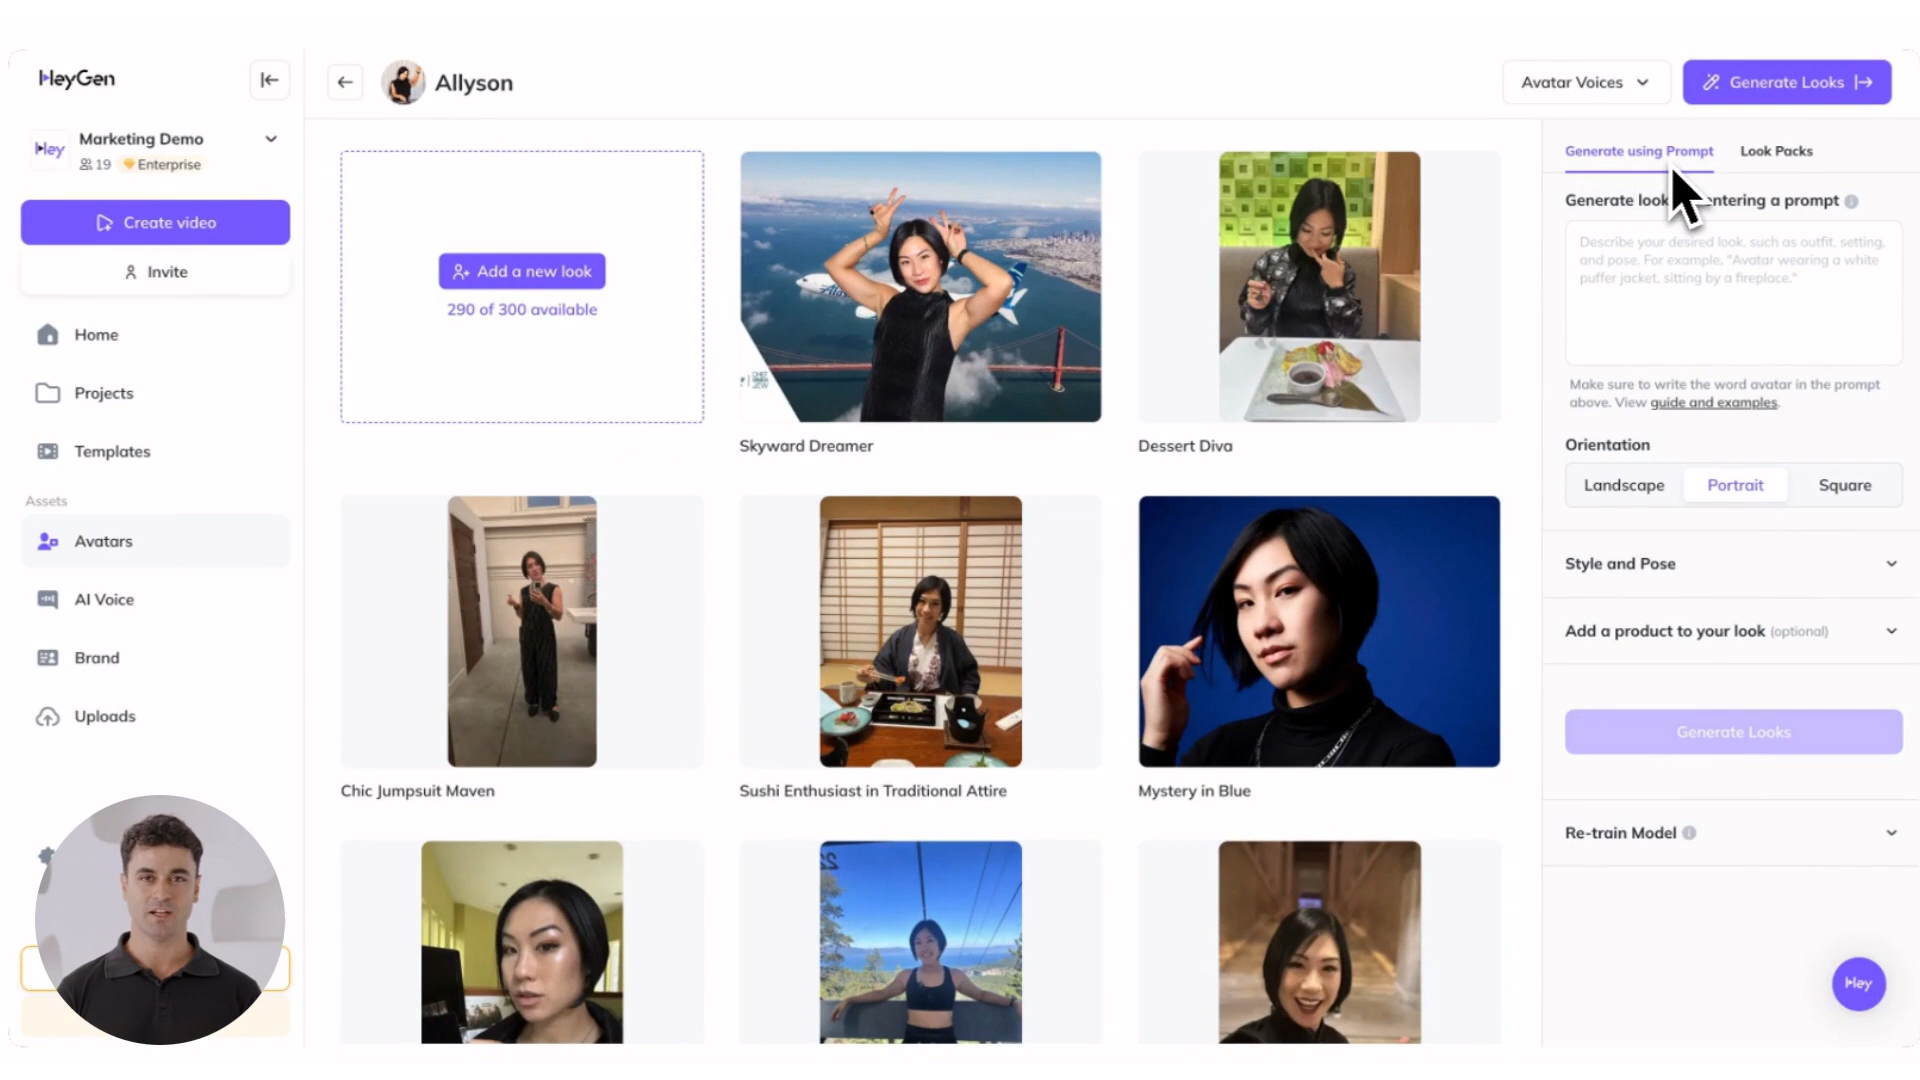 HeyGen
Marketing Demo
19 Enterprise
Create video
Invite
Home
Projects
Templates
Assets
Avatars
AI Voice
Brand
Uploads
Allyson
Avatar Voices
Generate Looks
Add a new look
290 of 300 available
Skyward Dreamer
Dessert Diva
Chic Jumpsuit Maven
Sushi Enthusiast in Traditional Attire
Mystery in Blue
22
Generate using Prompt
Look Packs
Generate look entering a prompt
Describe your desired look, such as outfit, setting,
and pose. For example, "Avatar wearing a white
puffer jacket, sitting by a fireplace."
Make sure to write the word avatar in the prompt
above. View guide and examples.
Orientation
Landscape
Portrait
Square
Style and Pose
Add a product to your look (optional)
Generate Looks
Re-train Model
Hey
Hey